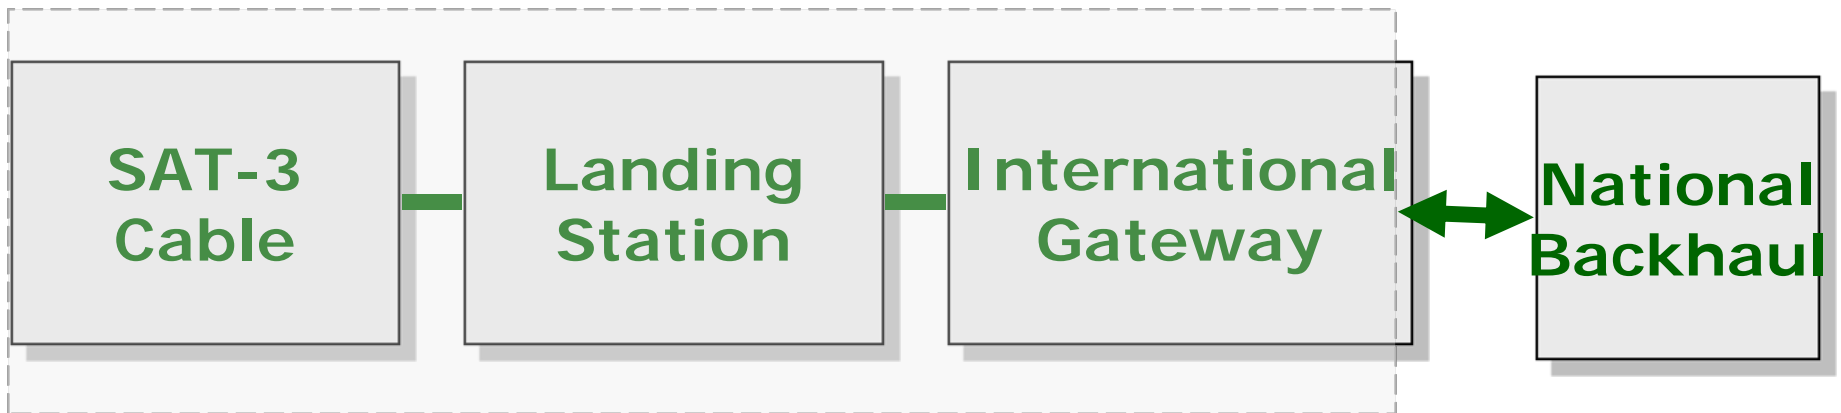 SAT-3
Cable
Landing
Station
International
Gateway
National
Backhaul